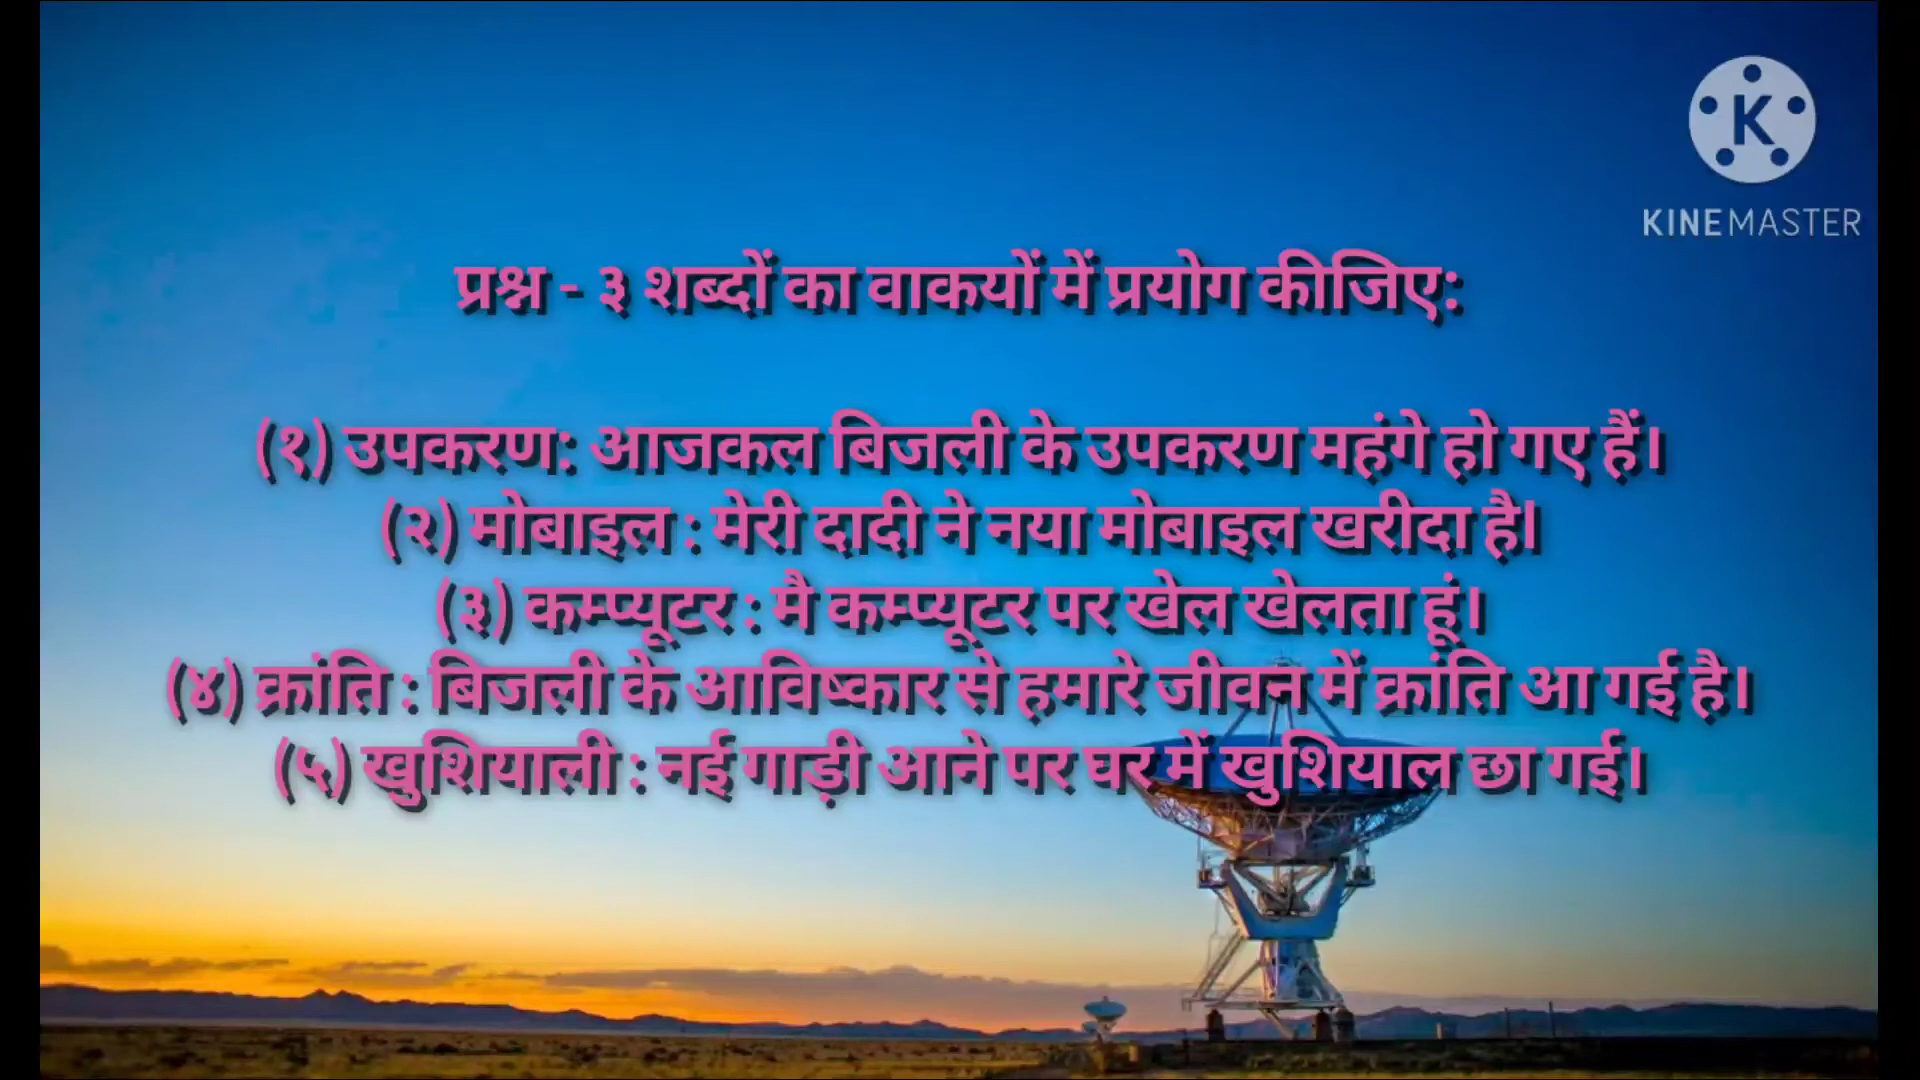 K
KINEMASTER
प्रश्न - ३ शब्दों का वाकयों में प्रयोग कीजिए:
(१) उपकरण: आजकल बिजली के उपकरण महंगे हो गए हैं।
(२) मोबाइल : मेरी दादी ने नया मोबाइल खरीदा है।
(३) कम्प्यूटर : मै कम्प्यूटर पर खेल खेलता हूं।
(४) क्रांति : बिजली के आविष्कार से हमारे जीवन में क्रांति आ गई है।
(५) खुशियाली : नई गाड़ी आने पर घर में खुशियाल छा गई।